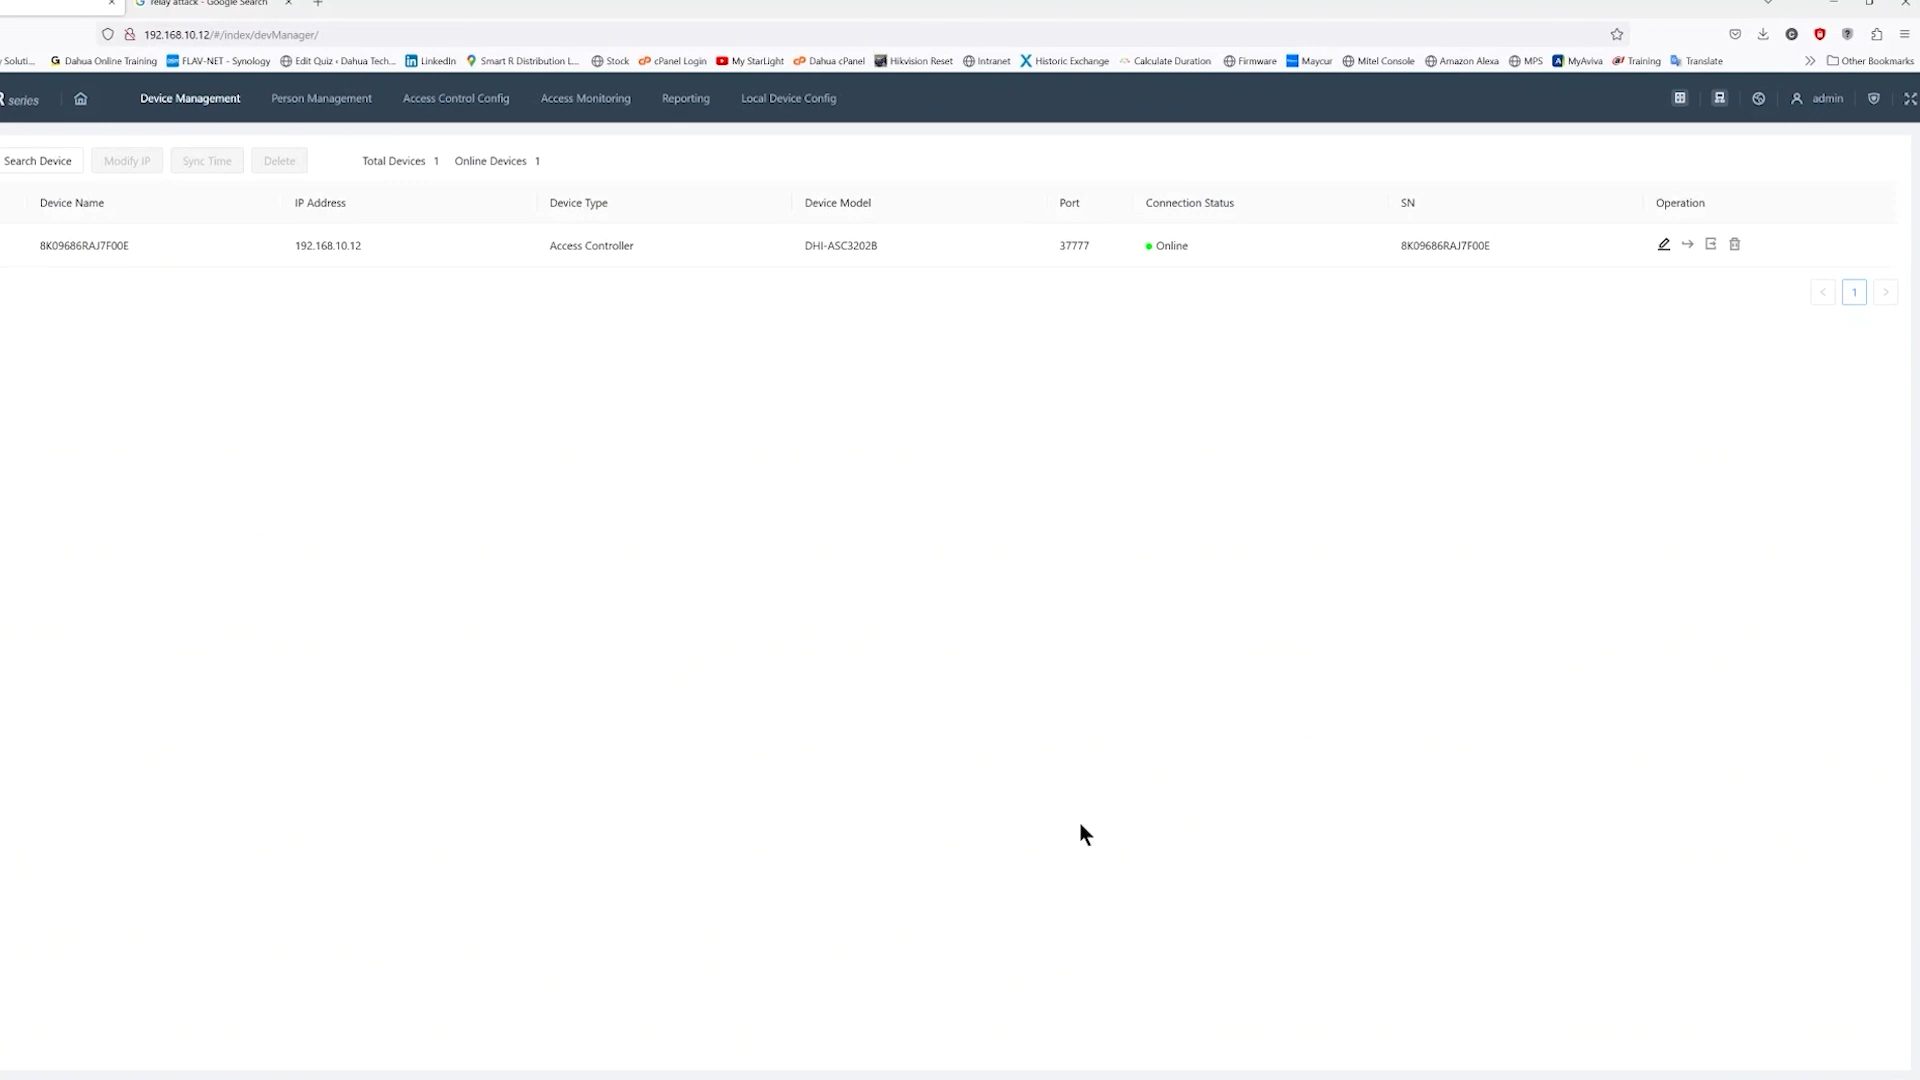 relay attack - Google Search
192.168.10.12/#/index/devManager/
Soluti... Dahua Online Training FLAV-NET - Synology Edit Quiz ‹ Dahua Tech... LinkedIn Smart R Distribution L... Stock cPanel Login My StarLight Dahua cPanel Hikvision Reset Intranet Historic Exchange Calculate Duration Firmware Maycur Mitel Console Amazon Alexa MPS MyAviva Training Translate Other Bookmarks
R series Device Management Person Management Access Control Config Access Monitoring Reporting Local Device Config admin
Search Device Modify IP Sync Time Delete Total Devices 1 Online Devices 1
Device Name IP Address Device Type Device Model Port Connection Status SN Operation
8K09686RAJ7F00E 192.168.10.12 Access Controller DHI-ASC3202B 37777 Online 8K09686RAJ7F00E
< 1 >